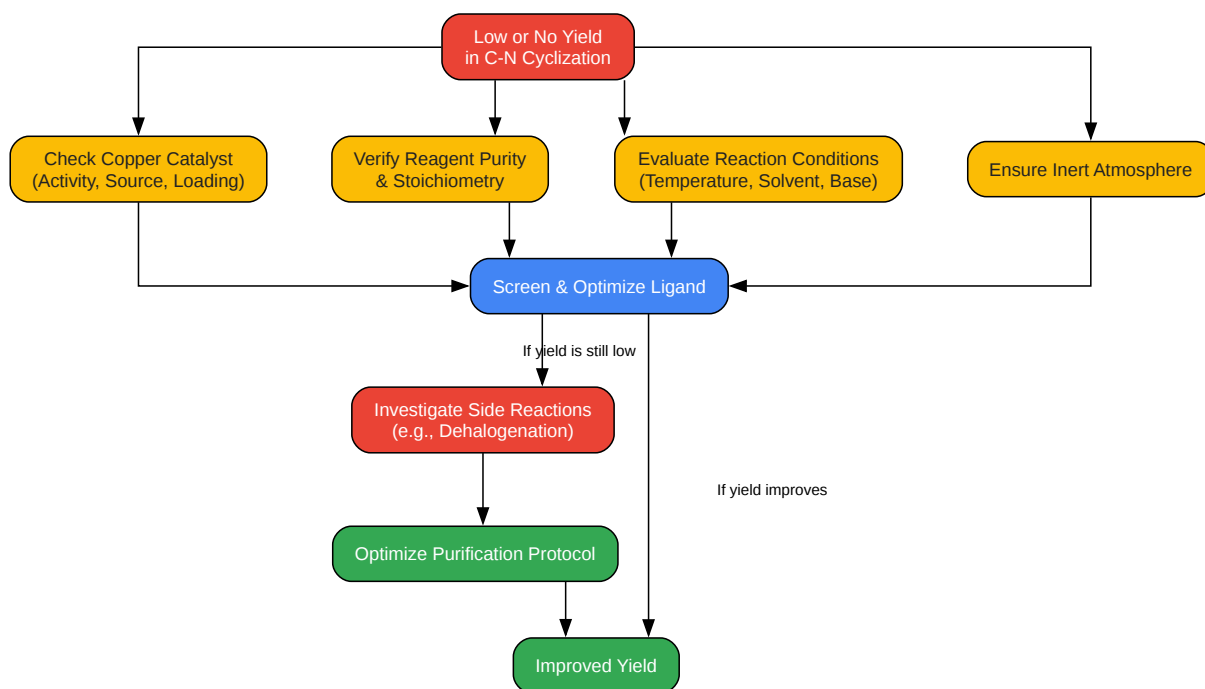 Low or No Yield
in C-N Cyclization
Check Copper Catalyst
(Activity, Source, Loading)
Verify Reagent Purity
& Stoichiometry
Evaluate Reaction Conditions
(Temperature, Solvent, Base)
Ensure Inert Atmosphere
Screen & Optimize Ligand
If yield is still low
Investigate Side Reactions
(e.g., Dehalogenation)
If yield improves
Optimize Purification Protocol
Improved Yield